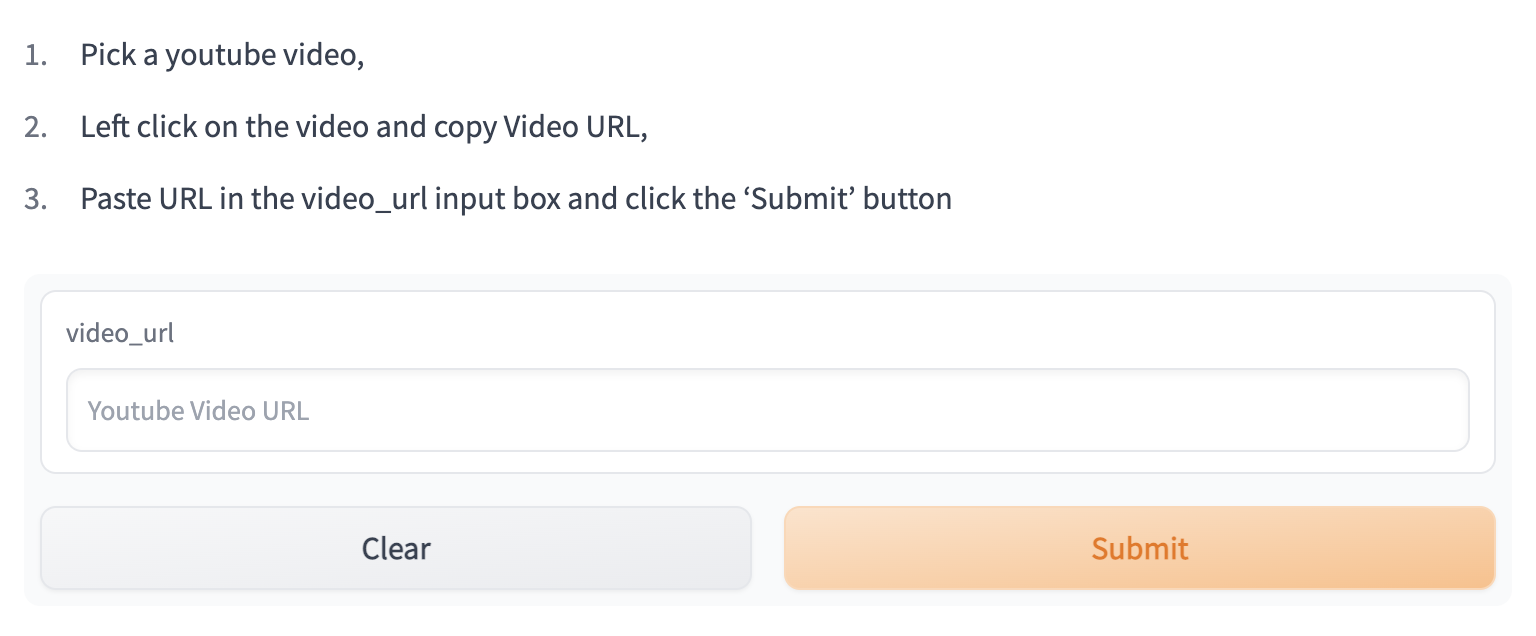 1. Pick a youtube video,
2. Left click on the video and copy Video URL,
3. Paste URL in the video_url input box and click the ‘Submit’ button
video_url
Youtube Video URL
Clear Submit